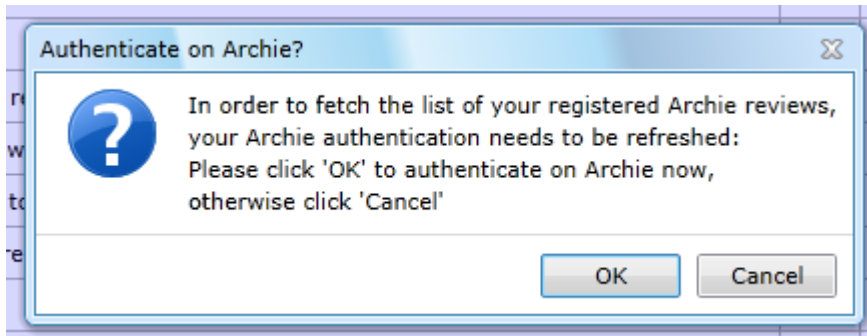 Authenticate on Archie?
In order to fetch the list of your registered Archie reviews,
your Archie authentication needs to be refreshed:
Please click 'OK' to authenticate on Archie now,
otherwise click 'Cancel'
OK
Cancel